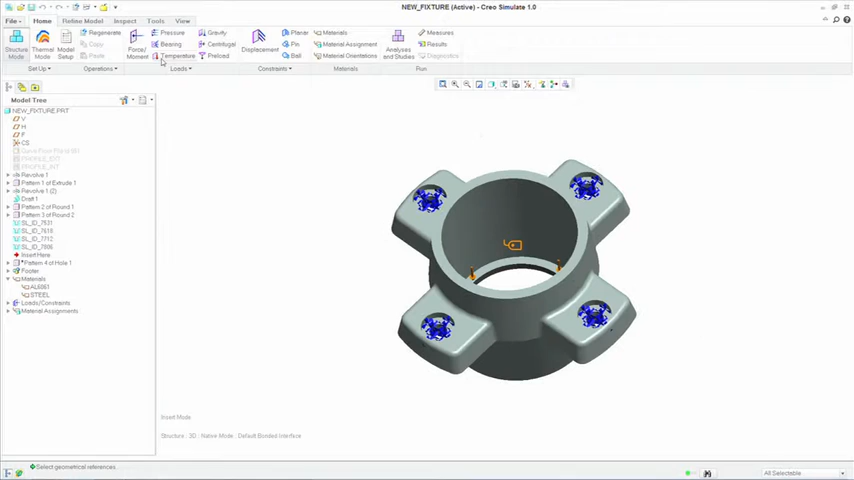 NEW_FIXTURE (Active) - Creo Simulate 1.0
File Home Refine Model Inspect Tools View
Structure Mode
Thermal Mode
Model Setup
Set Up
Regenerate
Copy
Paste
Operations
Force/Moment
Pressure
Bearing
Temperature
Gravity
Centrifugal
Preload
Loads
Displacement
Planar
Pin
Ball
Constraints
Materials
Material Assignment
Material Orientations
Materials
Analyses and Studies
Measures
Results
Diagnostics
Run
Model Tree
NEW_FIXTURE.PRT
V
H
F
CS
PROFILE_EXT
PROFILE_INT
Revolve 1
Pattern 1 of Extrude 1
Revolve 1 (2)
Draft 1
Pattern 2 of Round 1
Pattern 3 of Round 2
SL_ID_7531
SL_ID_7618
SL_ID_7712
SL_ID_7806
Insert Here
Pattern 4 of Hole 1
Footer
Materials
AL6061
STEEL
Loads/Constraints
Material Assignments
Insert Mode
Structure : 3D : Native Mode : Default Bonded Interface
Select geometrical references.
All Selectable